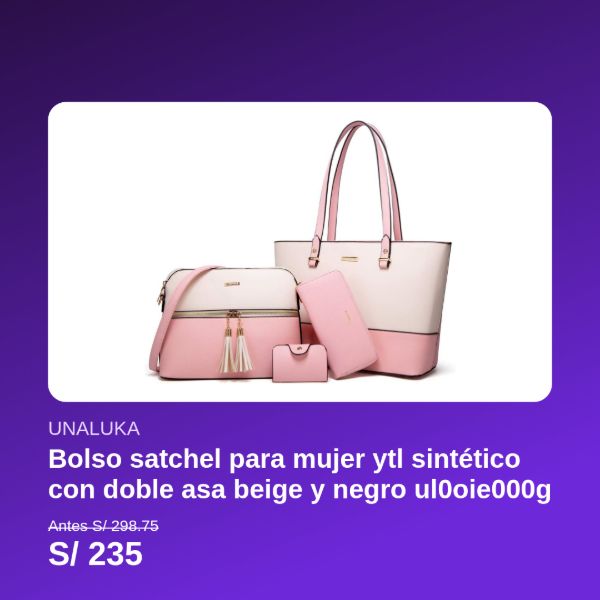 UNALUKA
Bolso satchel para mujer ytl sintético
con doble asa beige y negro ul0oie000g
Antes S/ 298.75
S/ 235